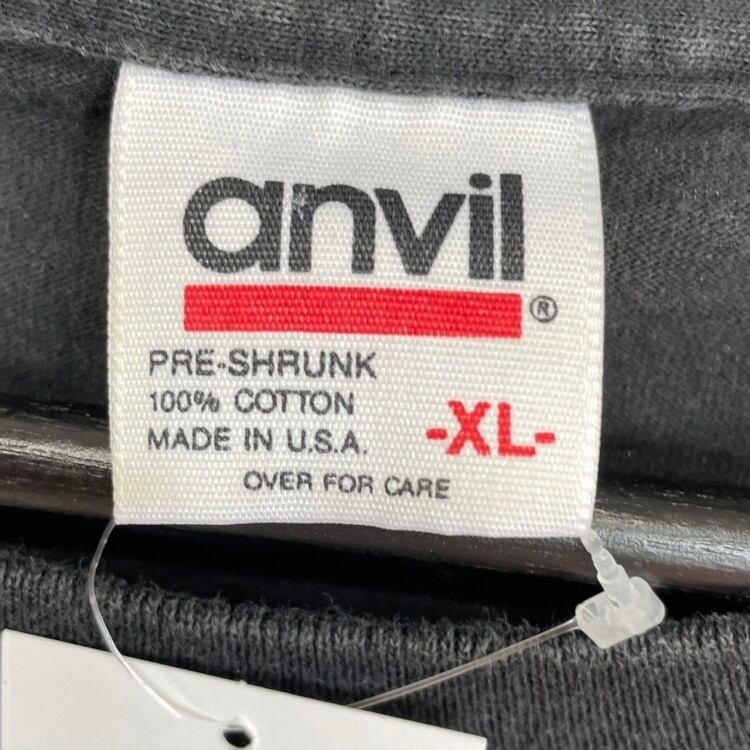 anvil
®
PRE-SHRUNK
100% COTTON
MADE IN U.S.A.
-XL-
OVER FOR CARE